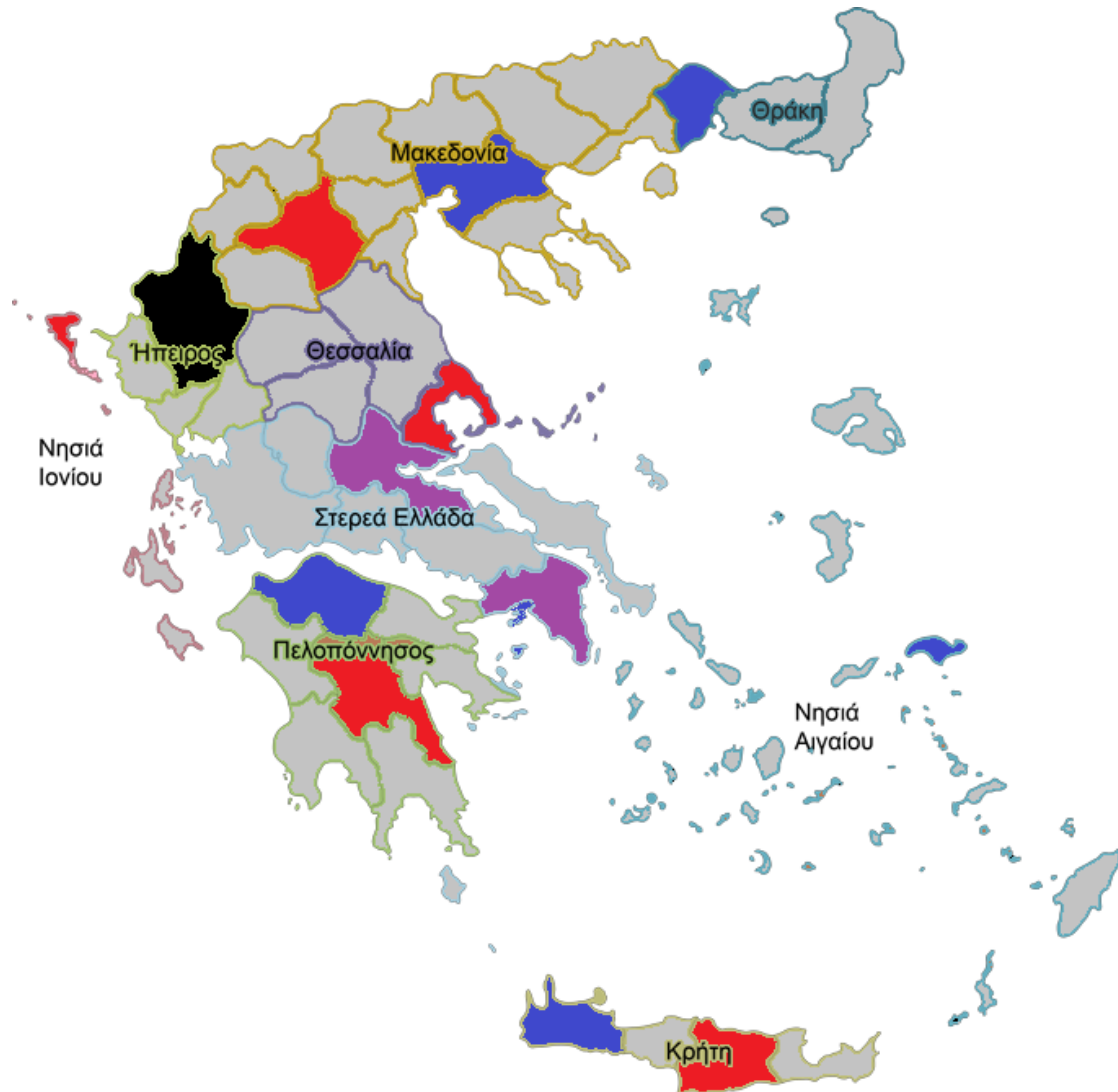 Θράκη
Μακεδονία
Ήπειρος
Θεσσαλία
Νησιά
Ιονίου
Στερεά Ελλάδα
Πελοπόννησος
Νησιά
Αιγαίου
Κρήτη